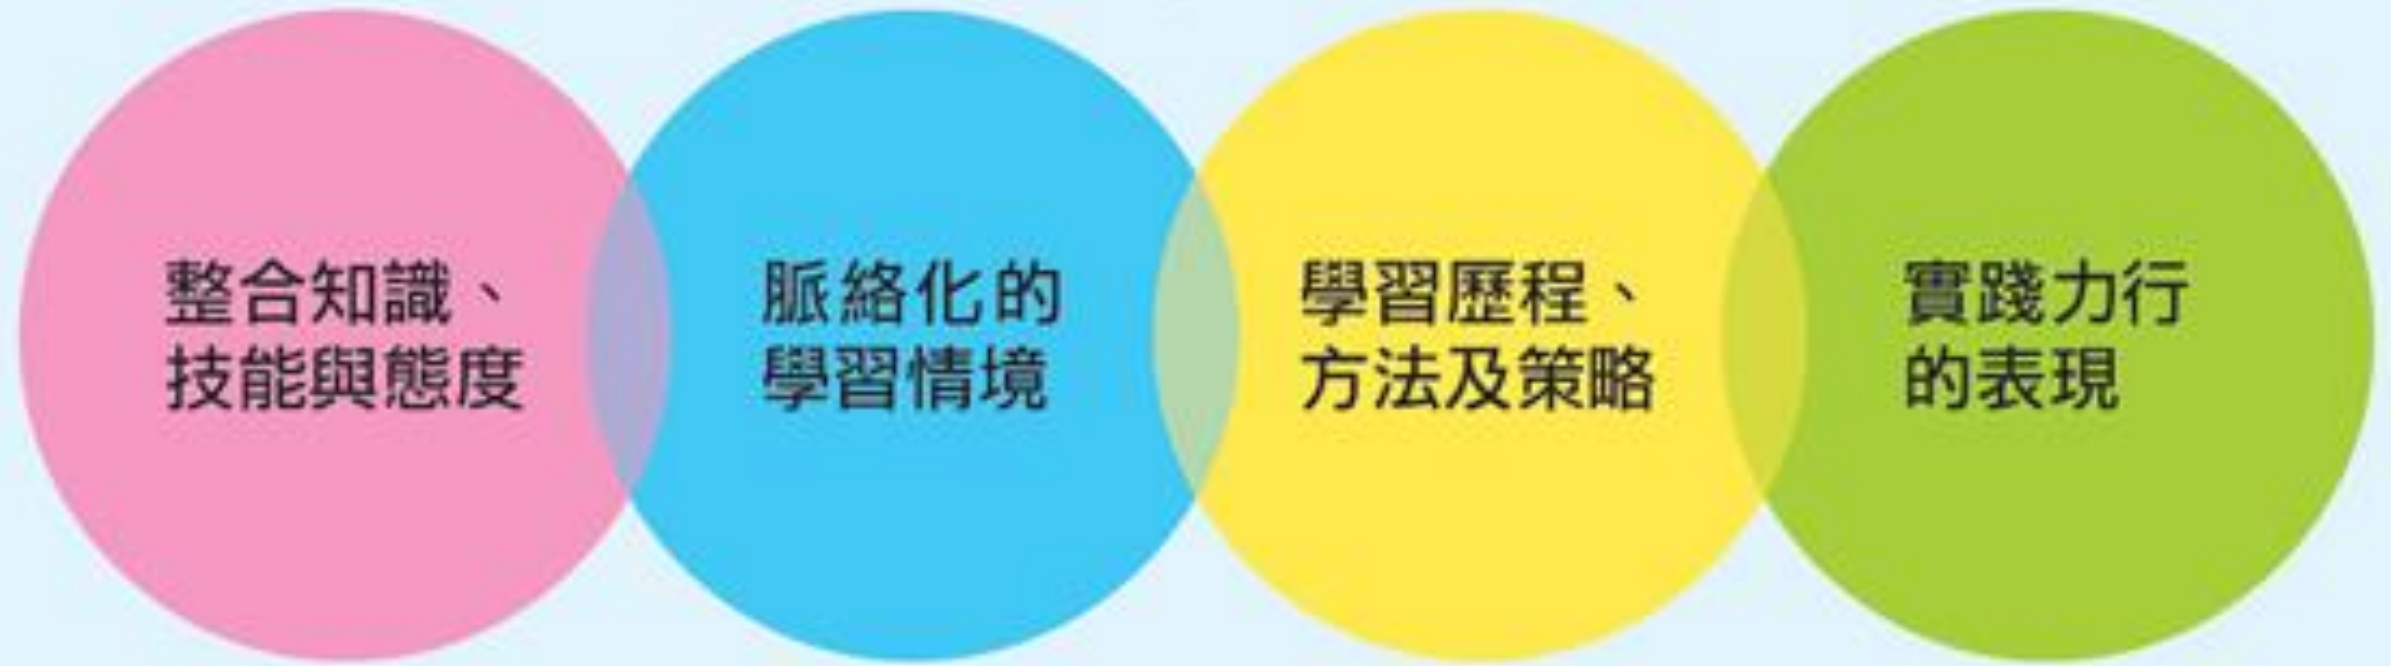 整合知識、
技能與態度
脈絡化的
學習情境
學習歷程、
方法及策略
實踐力行
的表現